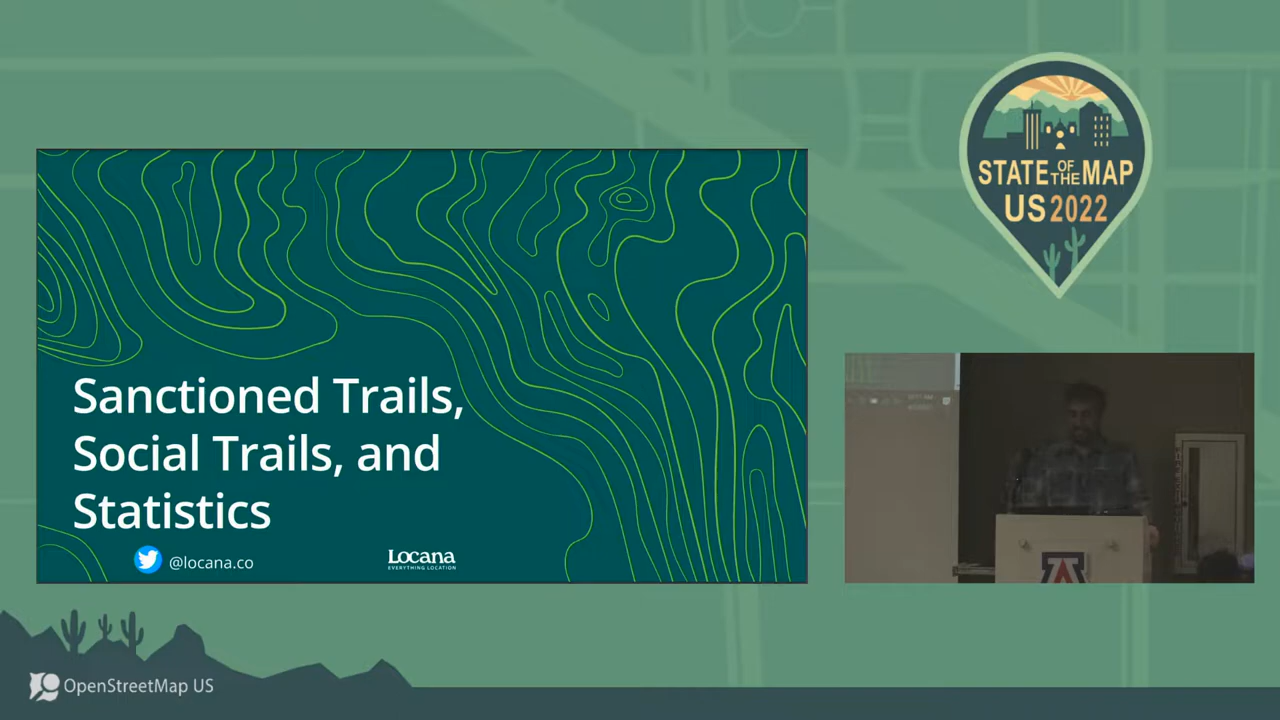 Sanctioned Trails,
Social Trails, and
Statistics
@locana.co
Locana
EVERYTHING LOCATION
STATE OF THE MAP
US 2022
A
OpenStreetMap US